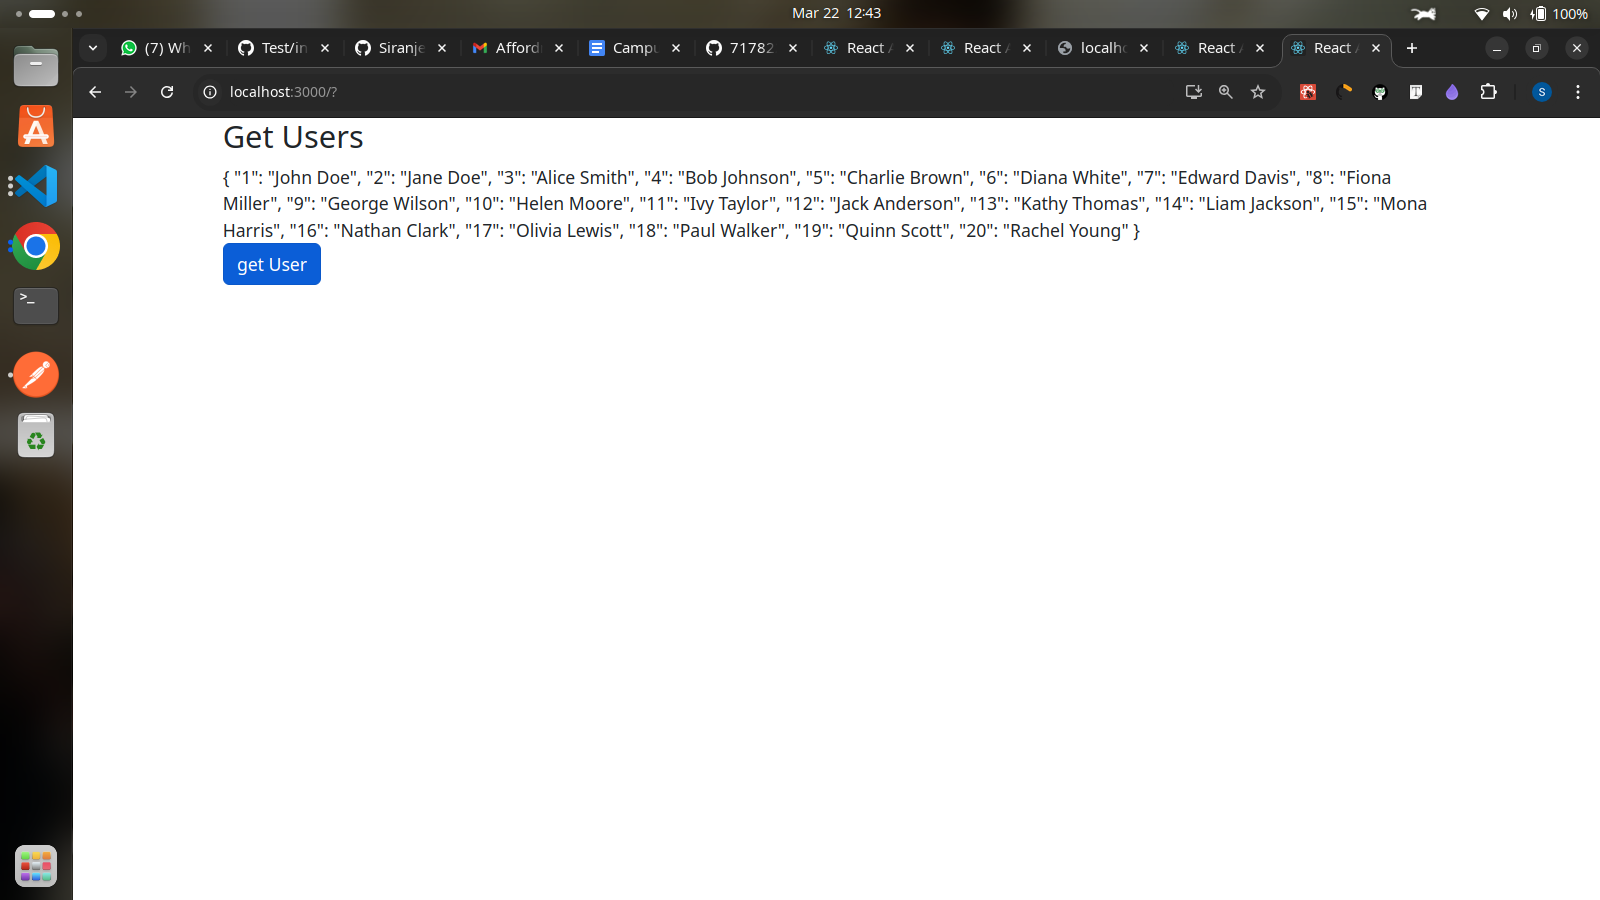 Mar 22 12:43
100%
(7) Wh
Test/in
Siranje
Afford
Campu
71782
React A
React A
localho
React A
React A
localhost:3000/?
S
Get Users
{ "1": "John Doe", "2": "Jane Doe", "3": "Alice Smith", "4": "Bob Johnson", "5": "Charlie Brown", "6": "Diana White", "7": "Edward Davis", "8": "Fiona
Miller", "9": "George Wilson", "10": "Helen Moore", "11": "Ivy Taylor", "12": "Jack Anderson", "13": "Kathy Thomas", "14": "Liam Jackson", "15": "Mona
Harris", "16": "Nathan Clark", "17": "Olivia Lewis", "18": "Paul Walker", "19": "Quinn Scott", "20": "Rachel Young" }
get User